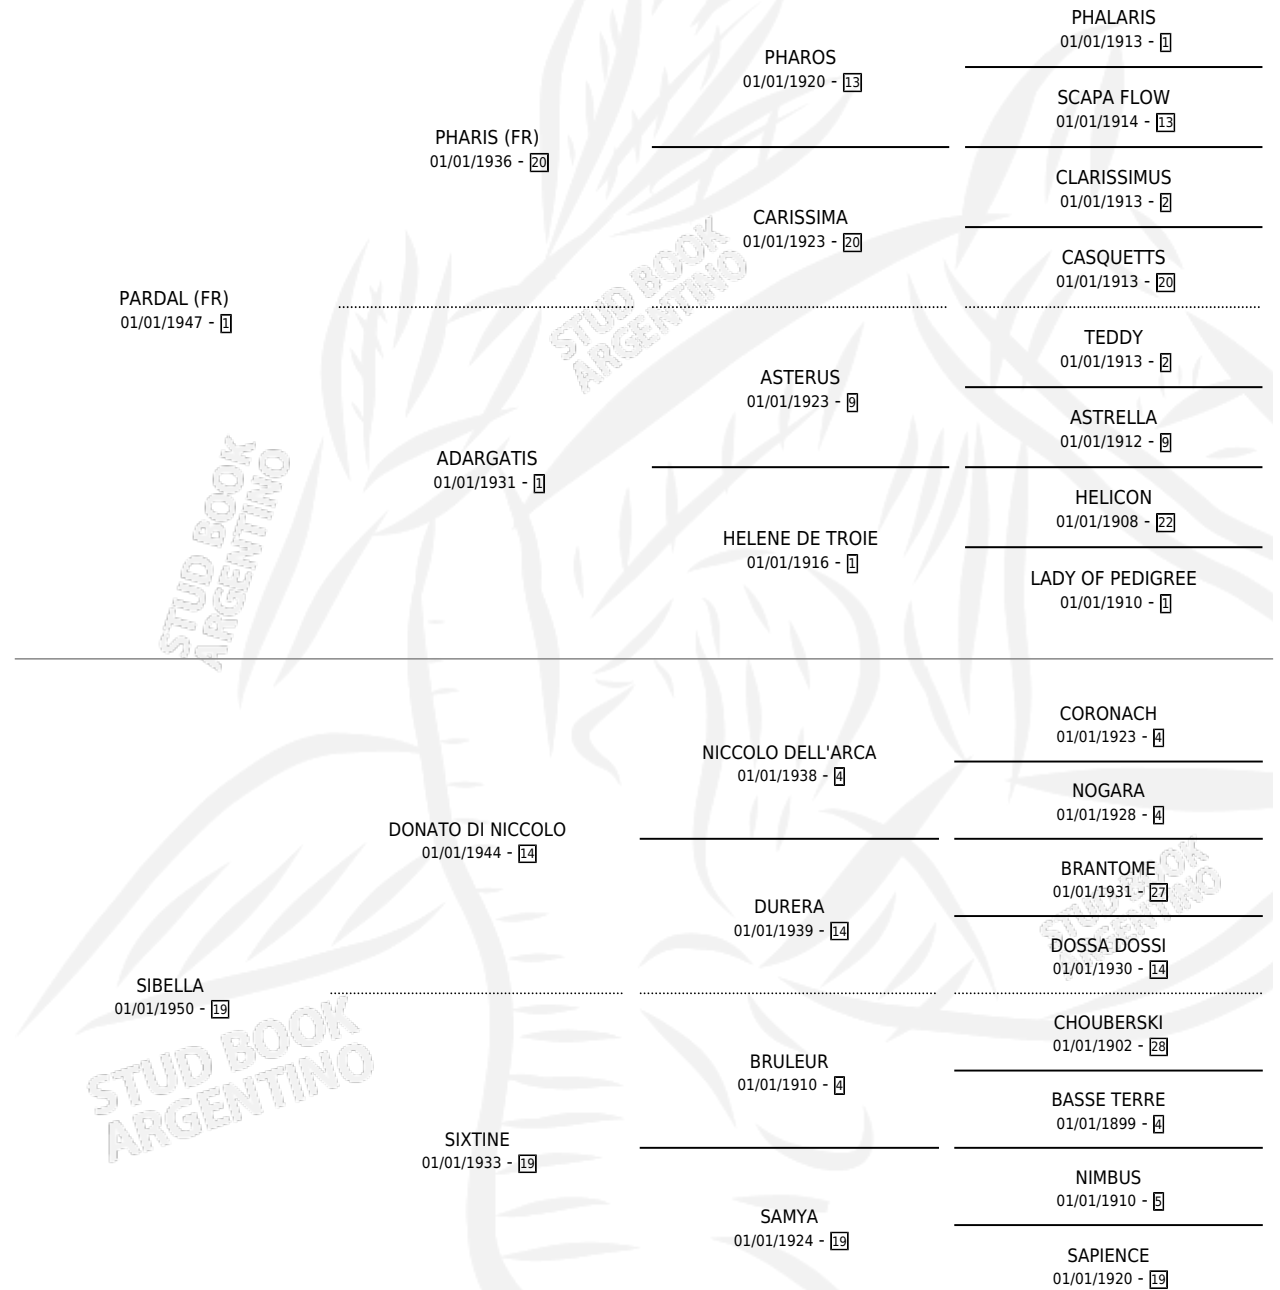 PHALARIS
01/01/1913 - 1
PHAROS
01/01/1920 - 13
SCAPA FLOW
01/01/1914 - 13
PHARIS (FR)
01/01/1936 - 20
CLARISSIMUS
01/01/1913 - 2
CARISSIMA
01/01/1923 - 20
CASQUETTS
01/01/1913 - 20
PARDAL (FR)
01/01/1947 - 1
TEDDY
01/01/1913 - 2
ASTERUS
01/01/1923 - 9
ASTRELLA
01/01/1912 - 9
ADARGATIS
01/01/1931 - 1
HELICON
01/01/1908 - 22
HELENE DE TROIE
01/01/1916 - 1
LADY OF PEDIGREE
01/01/1910 - 1
CORONACH
01/01/1923 - 4
NICCOLO DELL'ARCA
01/01/1938 - 4
NOGARA
01/01/1928 - 4
DONATO DI NICCOLO
01/01/1944 - 14
BRANTOME
01/01/1931 - 27
DURERA
01/01/1939 - 14
DOSSA DOSSI
01/01/1930 - 14
SIBELLA
01/01/1950 - 19
CHOUBERSKI
01/01/1902 - 28
BRULEUR
01/01/1910 - 4
BASSE TERRE
01/01/1899 - 4
SIXTINE
01/01/1933 - 19
NIMBUS
01/01/1910 - 5
SAMYA
01/01/1924 - 19
SAPIENCE
01/01/1920 - 19
STUD BOOK
ARGENTINO
STUD BOOK
ARGENTINO
STUD BOOK
ARGENTINO
STUD BOOK
ARGENTINO